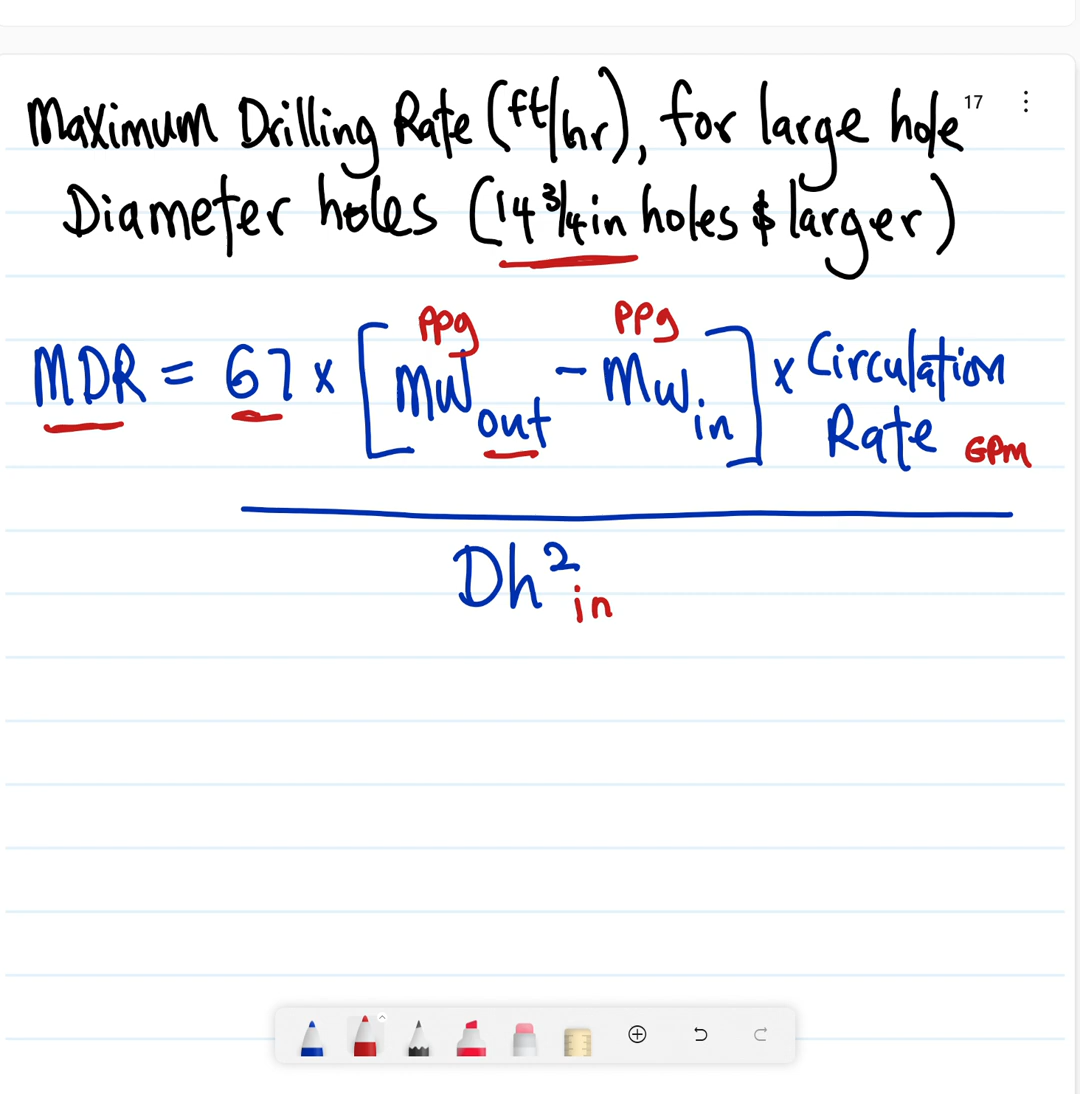 Maximum Drilling Rate (ft/hr), for large hole 17
Diameter holes (14 3/4 in holes $ larger)
ppg ppg
MDR = 67 x [MW out - MW in] x Circulation
Rate GPM
Dh² in